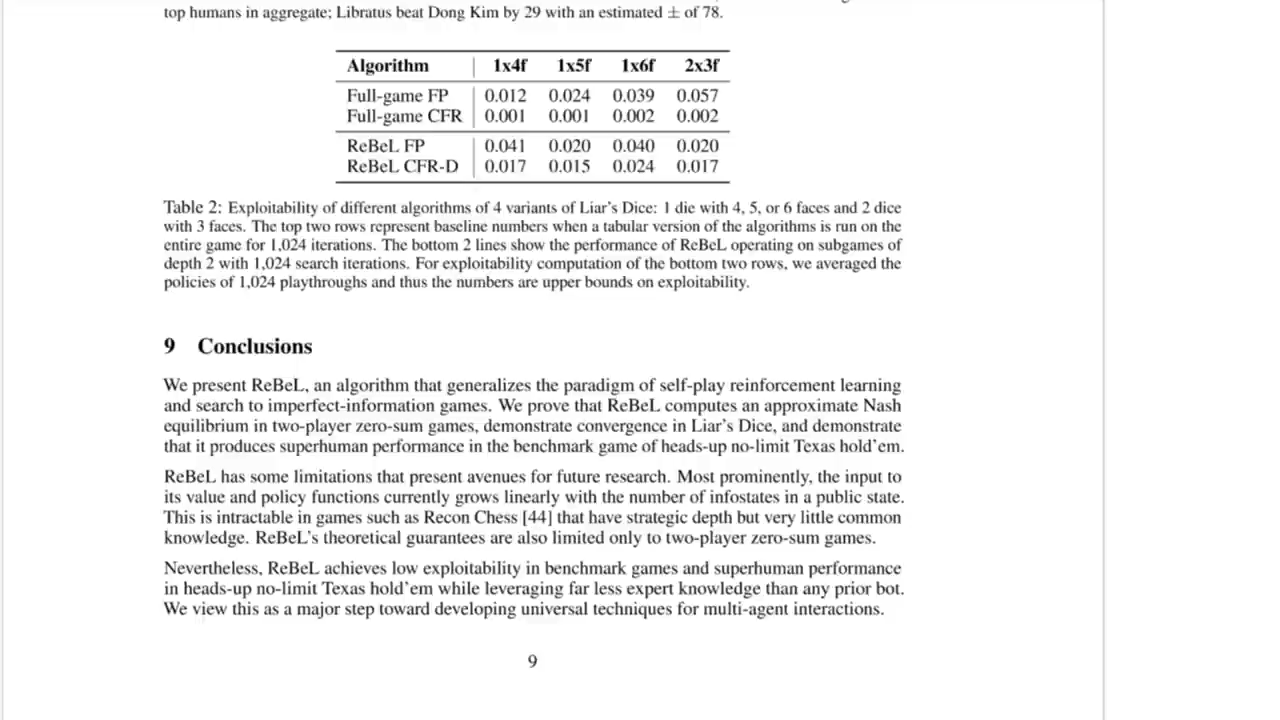 top humans in aggregate; Libratus beat Dong Kim by 29 with an estimated ± of 78.
Algorithm 1x4f 1x5f 1x6f 2x3f
Full-game FP 0.012 0.024 0.039 0.057
Full-game CFR 0.001 0.001 0.002 0.002
ReBeL FP 0.041 0.020 0.040 0.020
ReBeL CFR-D 0.017 0.015 0.024 0.017
Table 2: Exploitability of different algorithms of 4 variants of Liar's Dice: 1 die with 4, 5, or 6 faces and 2 dice
with 3 faces. The top two rows represent baseline numbers when a tabular version of the algorithms is run on the
entire game for 1,024 iterations. The bottom 2 lines show the performance of ReBeL operating on subgames of
depth 2 with 1,024 search iterations. For exploitability computation of the bottom two rows, we averaged the
policies of 1,024 playthroughs and thus the numbers are upper bounds on exploitability.
9 Conclusions
We present ReBeL, an algorithm that generalizes the paradigm of self-play reinforcement learning
and search to imperfect-information games. We prove that ReBeL computes an approximate Nash
equilibrium in two-player zero-sum games, demonstrate convergence in Liar's Dice, and demonstrate
that it produces superhuman performance in the benchmark game of heads-up no-limit Texas hold'em.
ReBeL has some limitations that present avenues for future research. Most prominently, the input to
its value and policy functions currently grows linearly with the number of infostates in a public state.
This is intractable in games such as Recon Chess [44] that have strategic depth but very little common
knowledge. ReBeL's theoretical guarantees are also limited only to two-player zero-sum games.
Nevertheless, ReBeL achieves low exploitability in benchmark games and superhuman performance
in heads-up no-limit Texas hold'em while leveraging far less expert knowledge than any prior bot.
We view this as a major step toward developing universal techniques for multi-agent interactions.
9